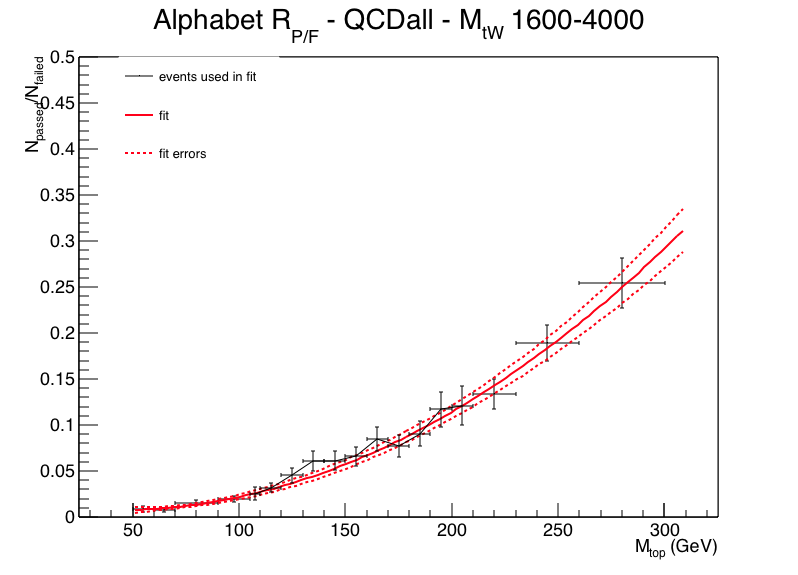 Alphabet R_P/F - QCDall - M_tW 1600-4000
N_passed/N_failed
0.5
0.45
0.4
0.35
0.3
0.25
0.2
0.15
0.1
0.05
0
events used in fit
fit
fit errors
50 100 150 200 250 300
M_top (GeV)